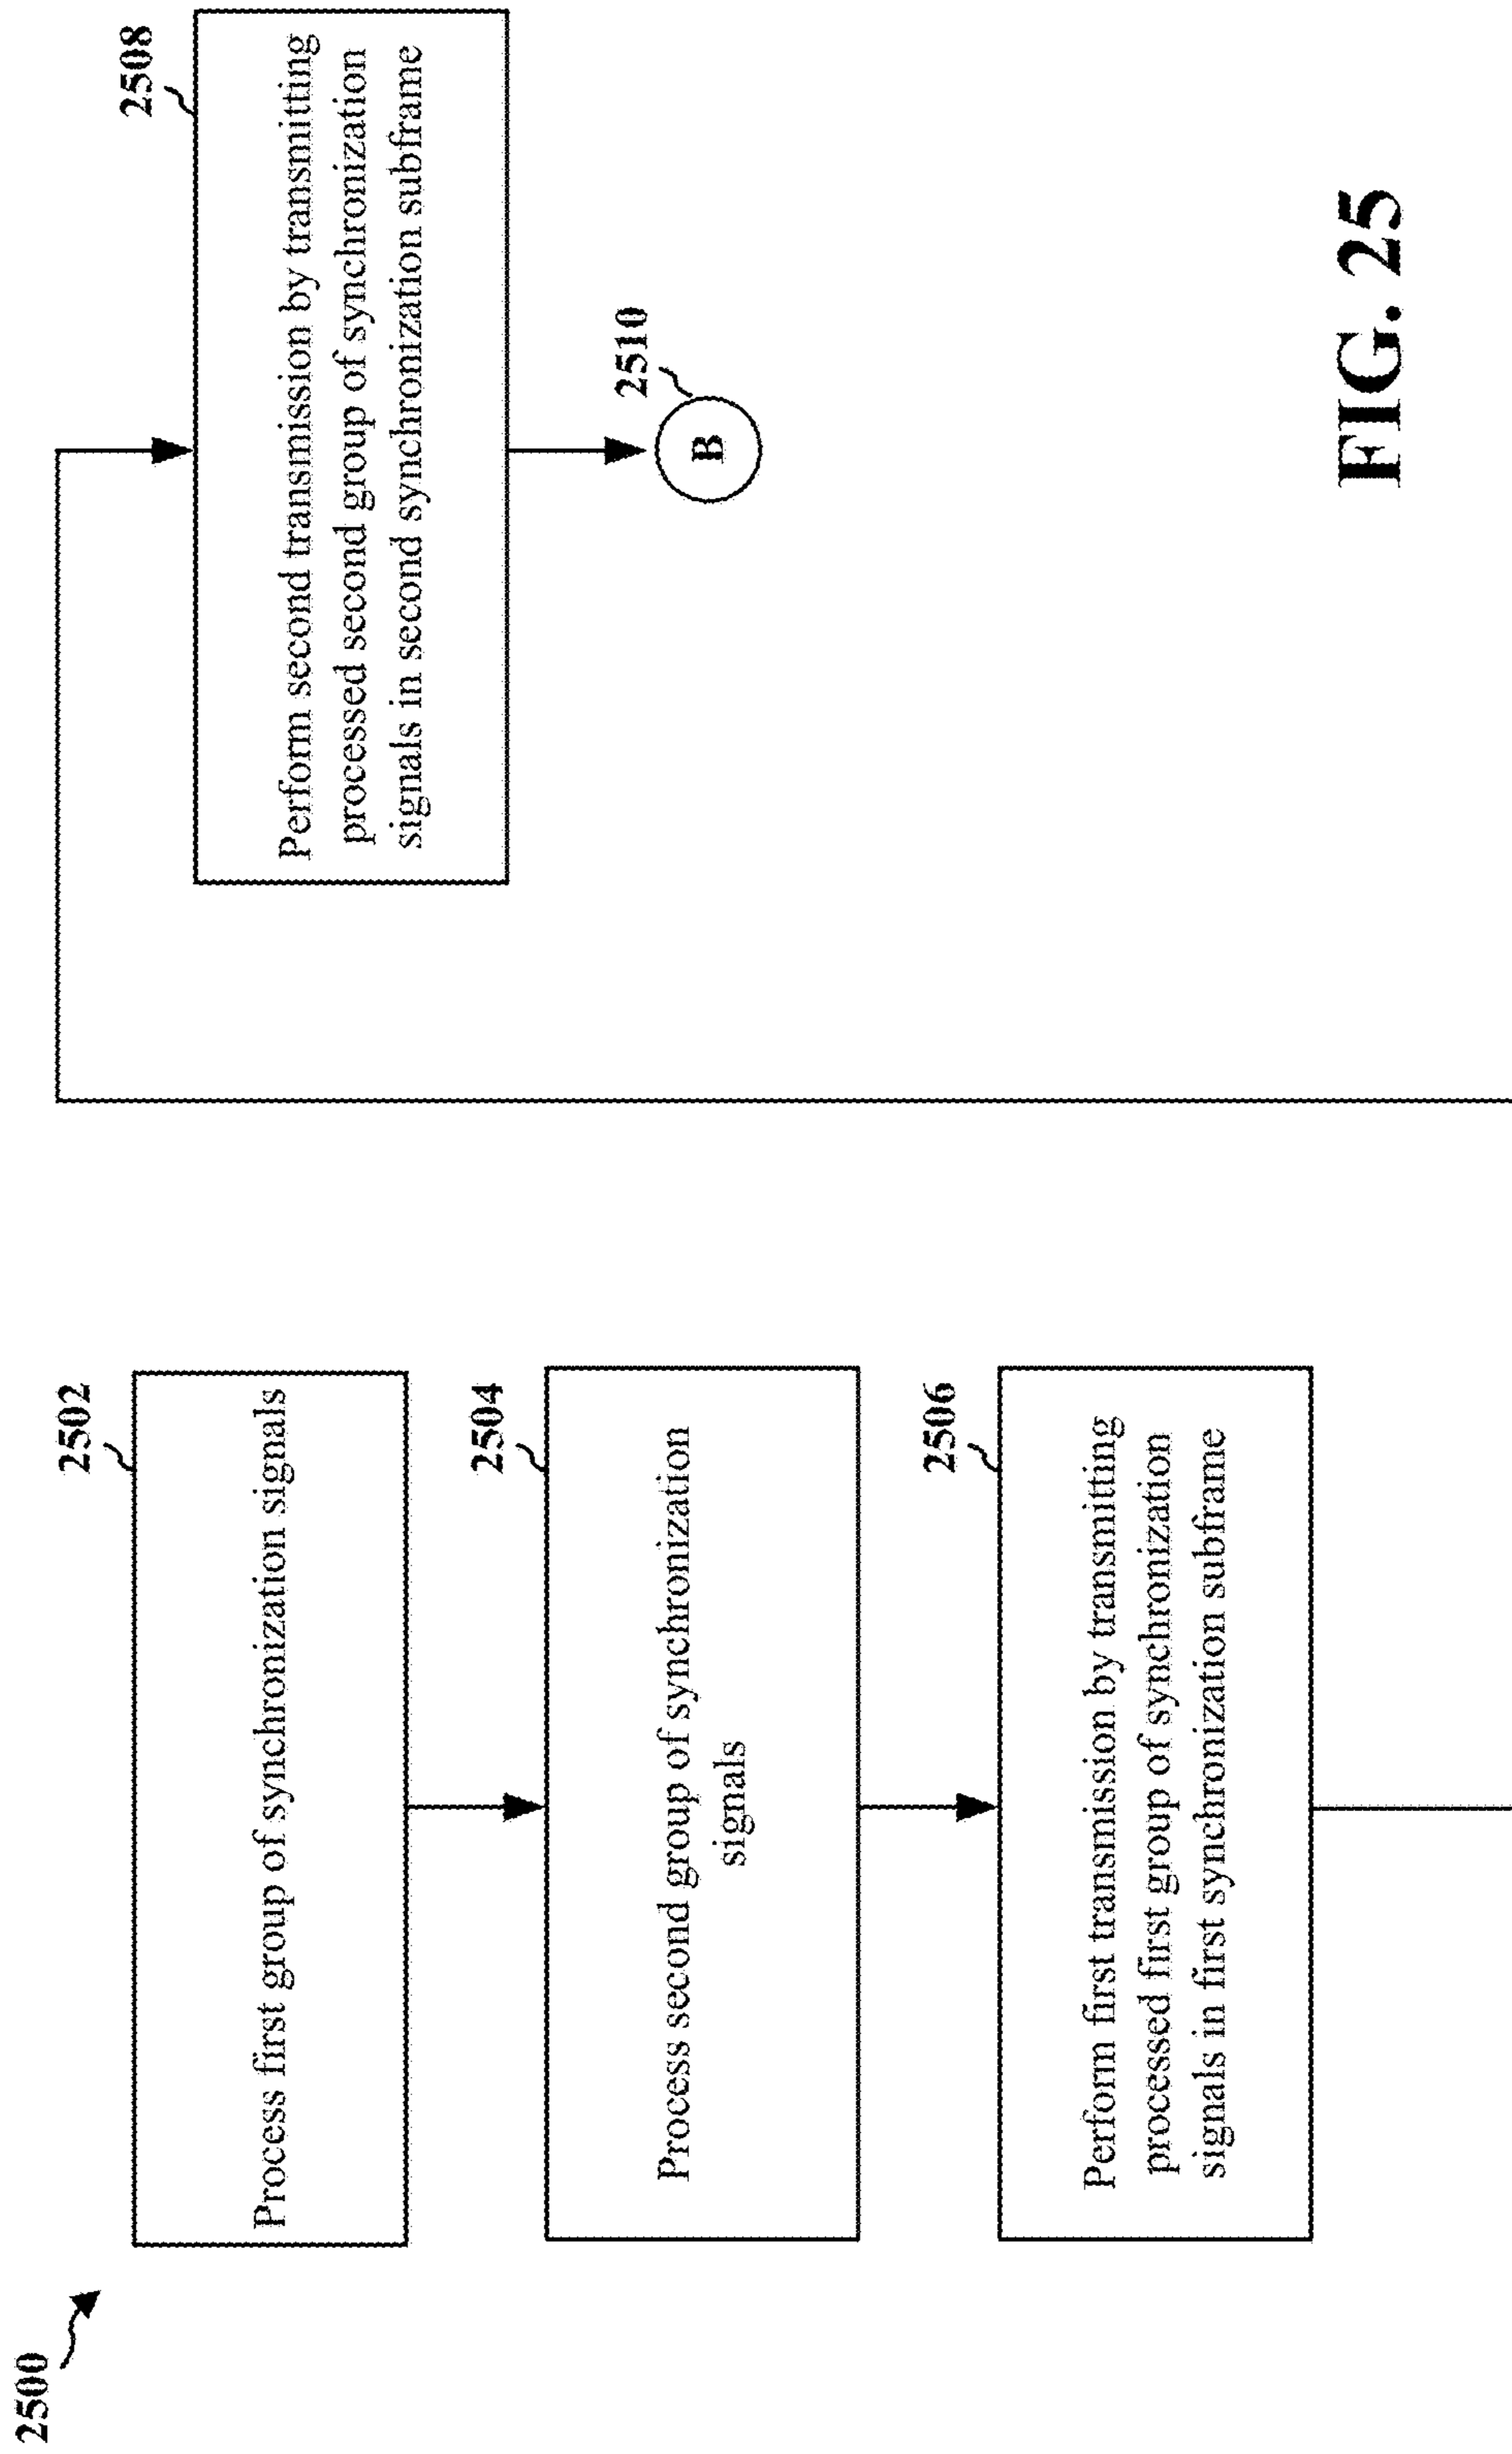 2500
2502
Process first group of synchronization signals
2504
Process second group of synchronization
signals
2506
Perform first transmission by transmitting
processed first group of synchronization
signals in first synchronization subframe
2508
Perform second transmission by transmitting
processed second group of synchronization
signals in second synchronization subframe
2510
B
FIG. 25